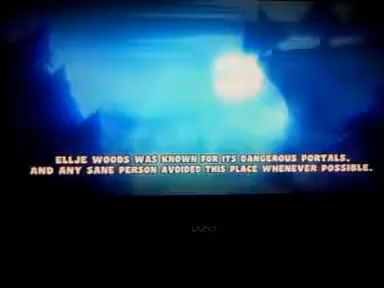 ELLJE WOODS WAS KNOWN FOR ITS DANGEROUS PORTALS.
AND ANY SANE PERSON AVOIDED THIS PLACE WHENEVER POSSIBLE.